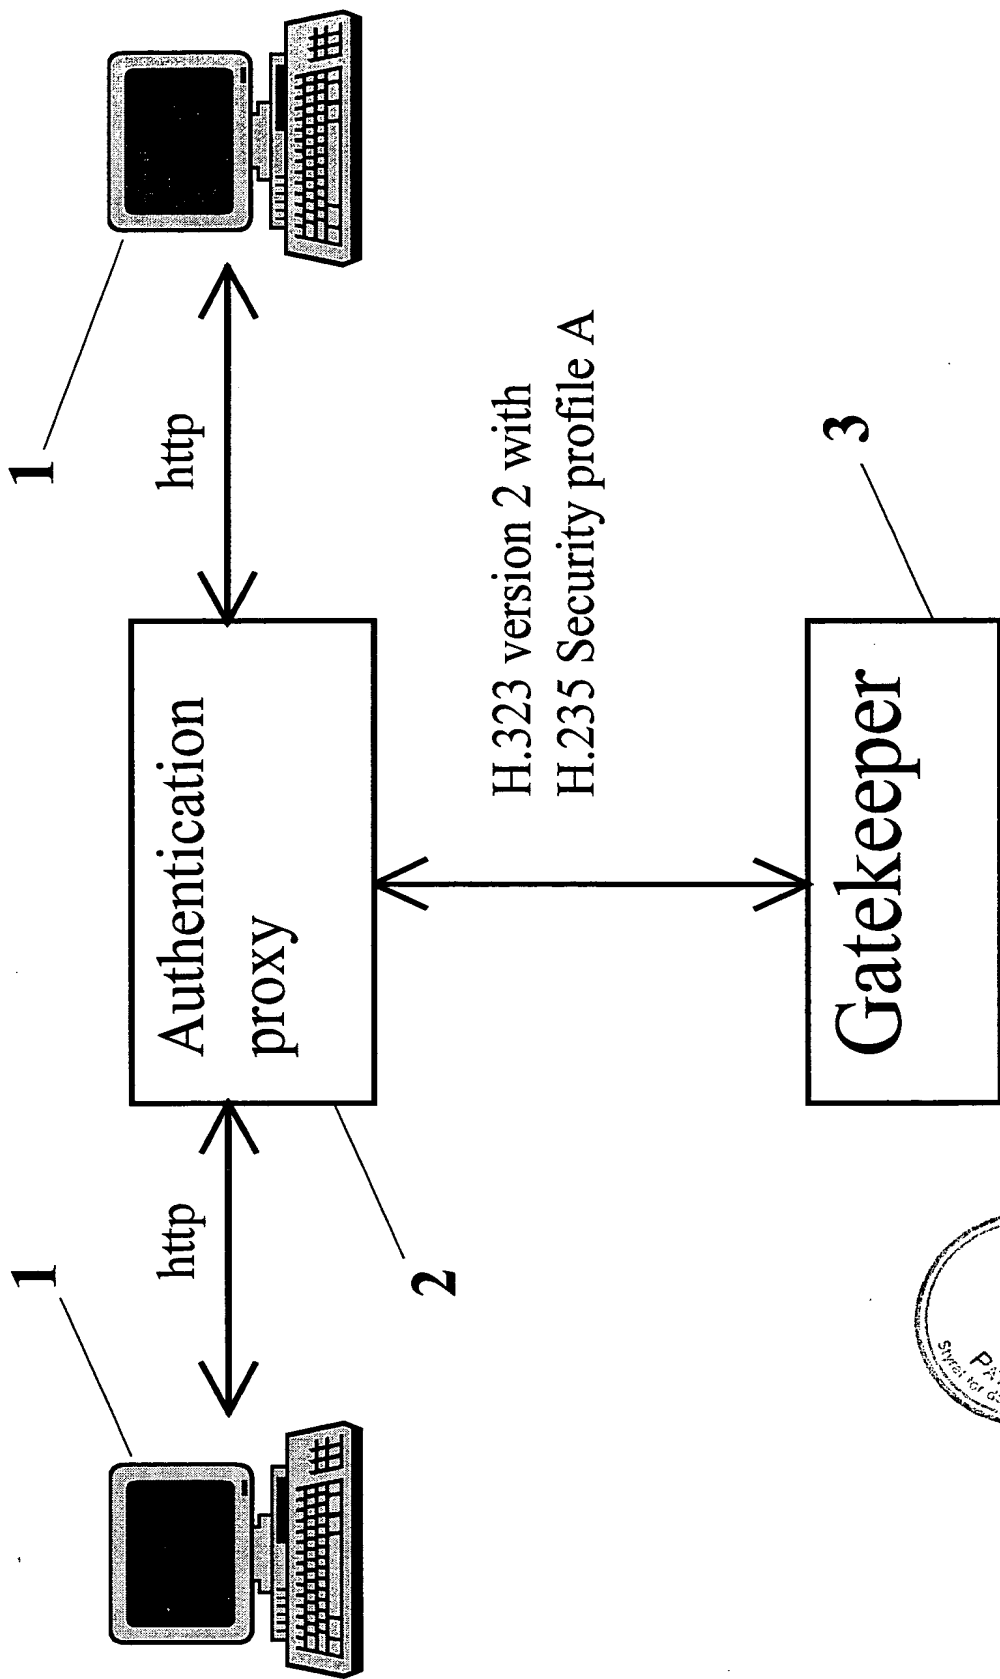 1
1
http
http
Authentication
proxy
2
H.323 version 2 with
H.235 Security profile A
3
Gatekeeper